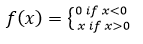 f(x) = {0 if x<0
x if x>0